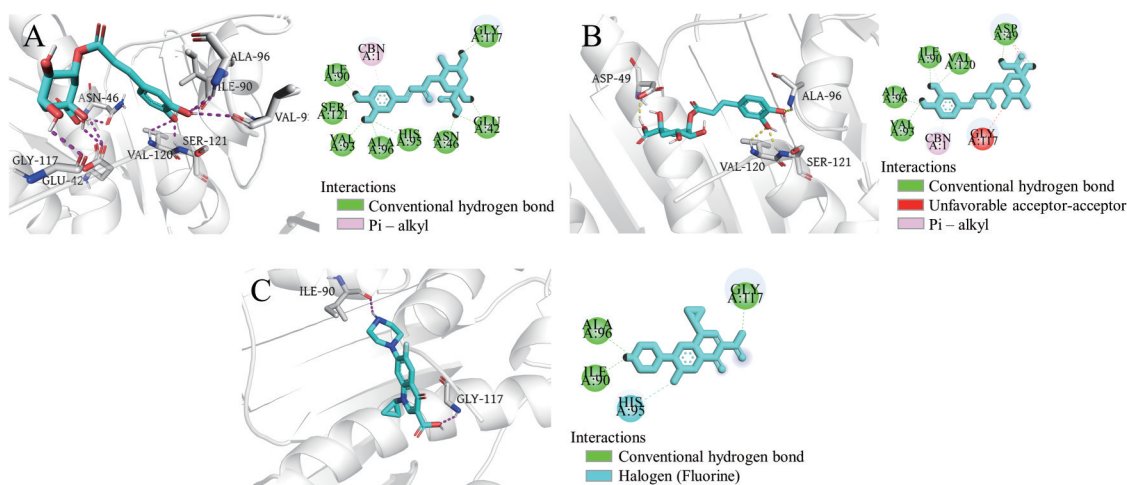 A
ALA-96
ILE-90
ASN-46
VAL-9
SER-121
VAL-120
GLY-117
GLU-42
GLY
A:117
CBN
A:1
ILE
A:90
SER
A:121
VAL
A:93
ALA
A:96
HIS
A:95
ASN
A:46
GLU
A:42
Interactions
Conventional hydrogen bond
Pi – alkyl
B
ASP-49
ALA-96
VAL-120
SER-121
ASP
A:49
ILE
A:90
VAL
A:120
ALA
A:96
VAL
A:93
CBN
A:1
GLY
A:117
Interactions
Conventional hydrogen bond
Unfavorable acceptor-acceptor
Pi – alkyl
C
ILE-90
GLY-117
GLY
A:117
ALA
A:96
ILE
A:90
HIS
A:95
Interactions
Conventional hydrogen bond
Halogen (Fluorine)